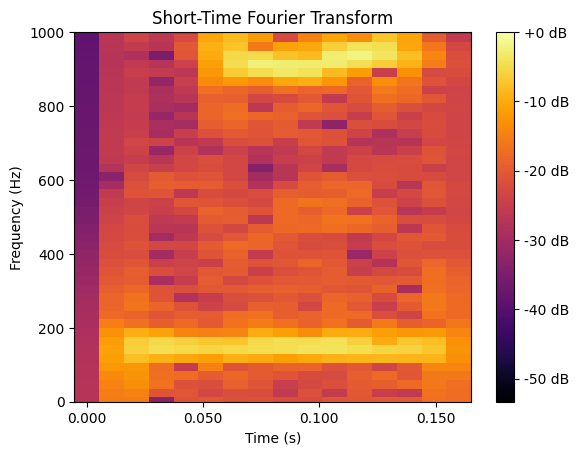 Short-Time Fourier Transform
1000
800
600
400
200
0
Frequency (Hz)
0.000
0.050
0.100
0.150
Time (s)
+0 dB
-10 dB
-20 dB
-30 dB
-40 dB
-50 dB